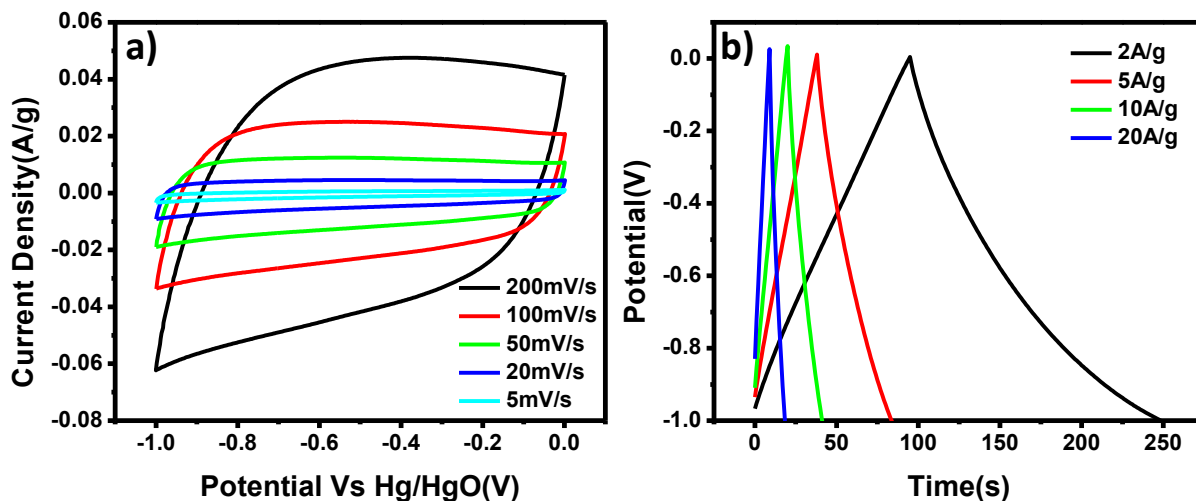 a)
Current Density(A/g)
0.06
0.04
0.02
0.00
-0.02
-0.04
-0.06
-0.08
200mV/s
100mV/s
50mV/s
20mV/s
5mV/s
-1.0 -0.8 -0.6 -0.4 -0.2 0.0
Potential Vs Hg/HgO(V)
b)
Potential(V)
0.0
-0.2
-0.4
-0.6
-0.8
-1.0
2A/g
5A/g
10A/g
20A/g
0 50 100 150 200 250
Time(s)